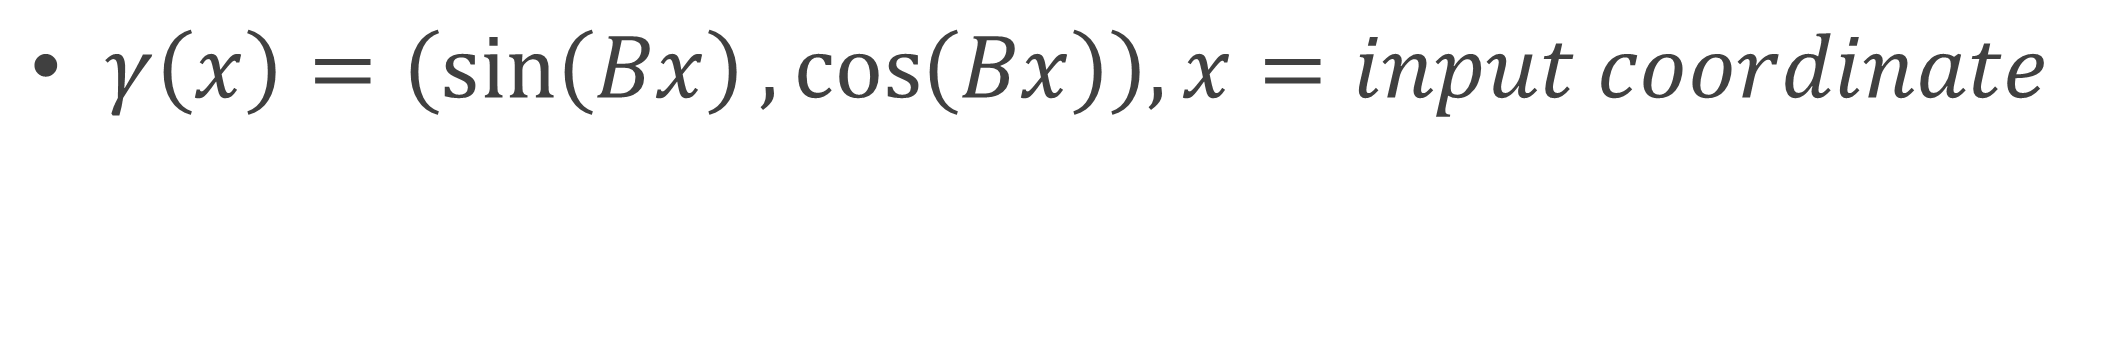 • γ(x) = (sin(Bx) , cos(Bx)), x = input coordinate